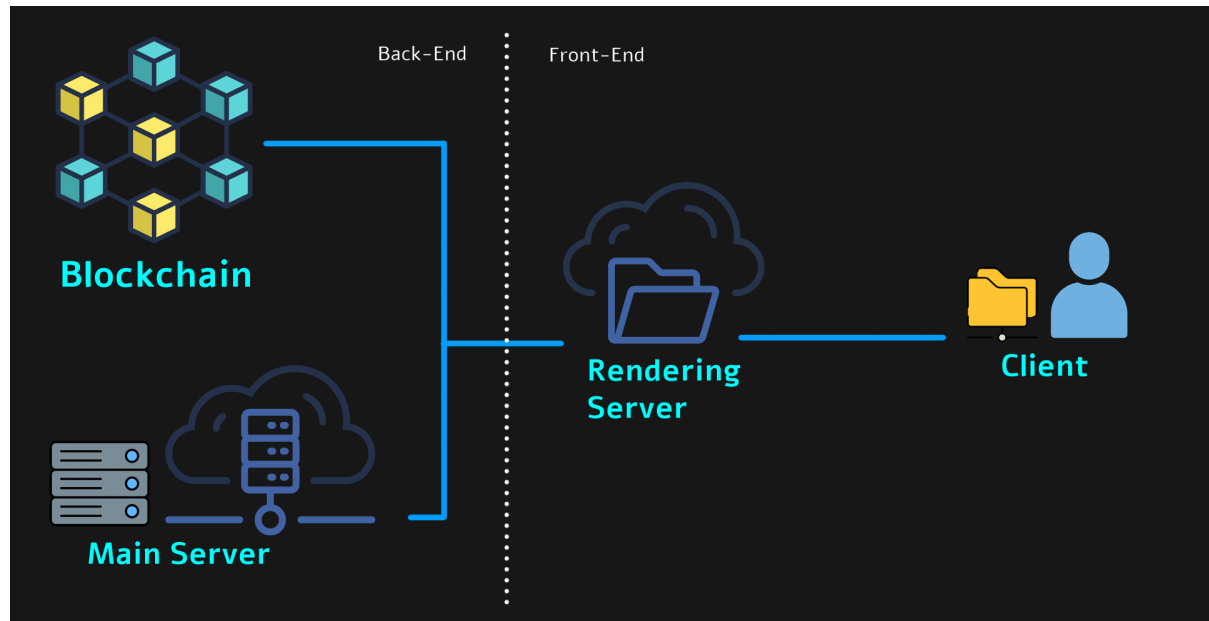 Back-End
Front-End
Blockchain
Rendering
Server
Client
Main Server